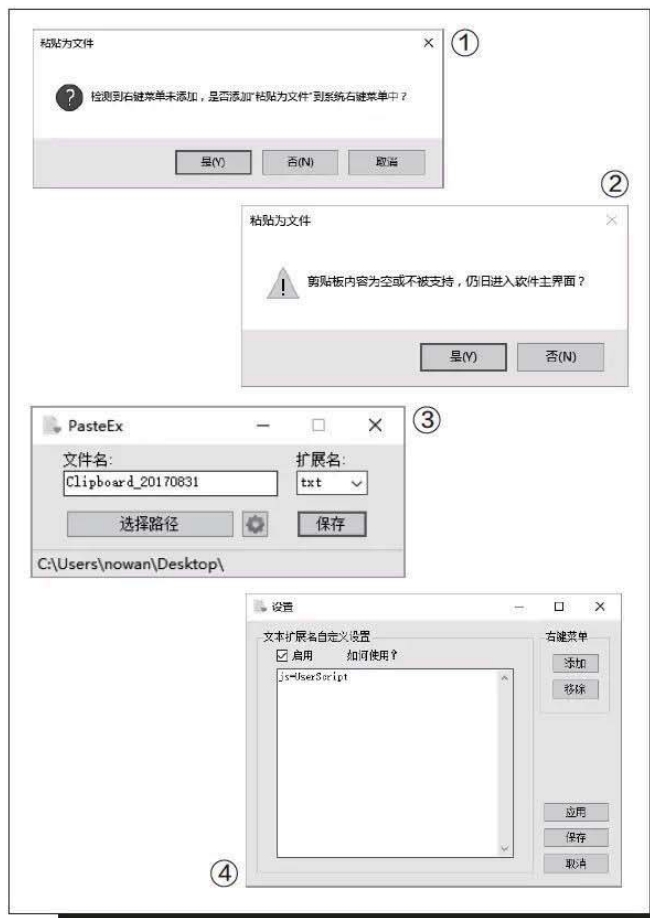 粘贴为文件
①
检测到右键菜单未添加，是否添加"粘贴为文件"到系统右键菜单中？
是(Y) 否(N) 取消
②
粘贴为文件
剪贴板内容为空或不被支持，仍旧进入软件主界面？
是(Y) 否(N)
PasteEx
③
文件名: 扩展名:
Clipboard_20170831 txt
选择路径 保存
C:\Users\nowan\Desktop\
设置
文本扩展名自定义设置 右键菜单
启用 如何使用？
添加
js=UserScript
移除
应用
保存
取消
④